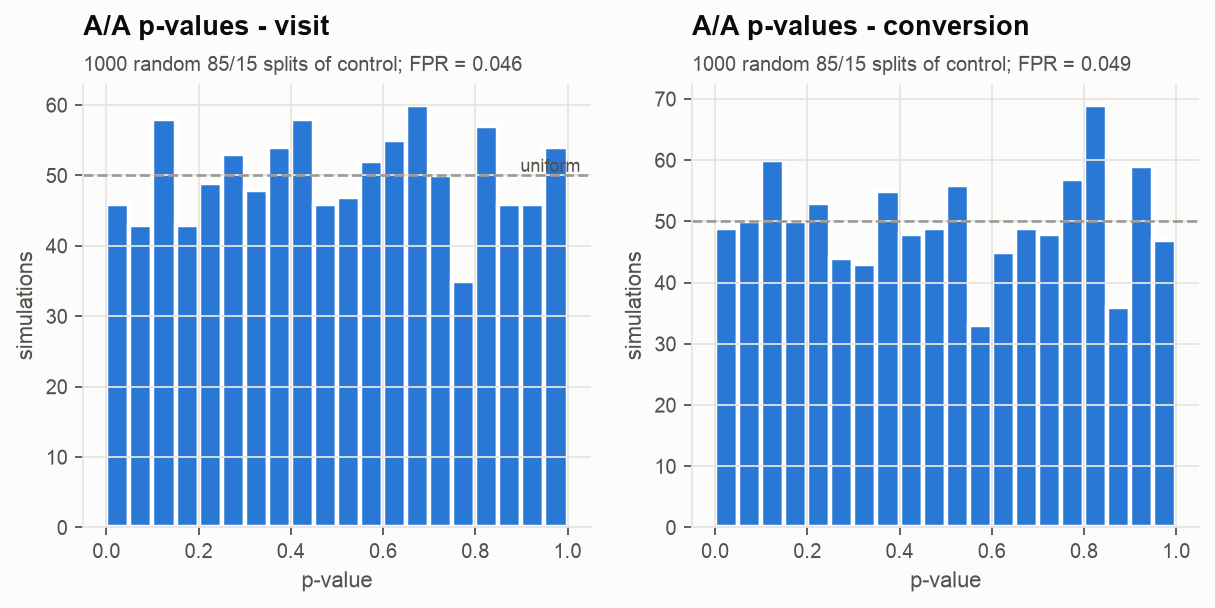 A/A p-values - visit
1000 random 85/15 splits of control; FPR = 0.046
60
50
40
30
20
10
0
simulations
uniform
0.0 0.2 0.4 0.6 0.8 1.0
p-value
A/A p-values - conversion
1000 random 85/15 splits of control; FPR = 0.049
70
60
50
40
30
20
10
0
simulations
0.0 0.2 0.4 0.6 0.8 1.0
p-value